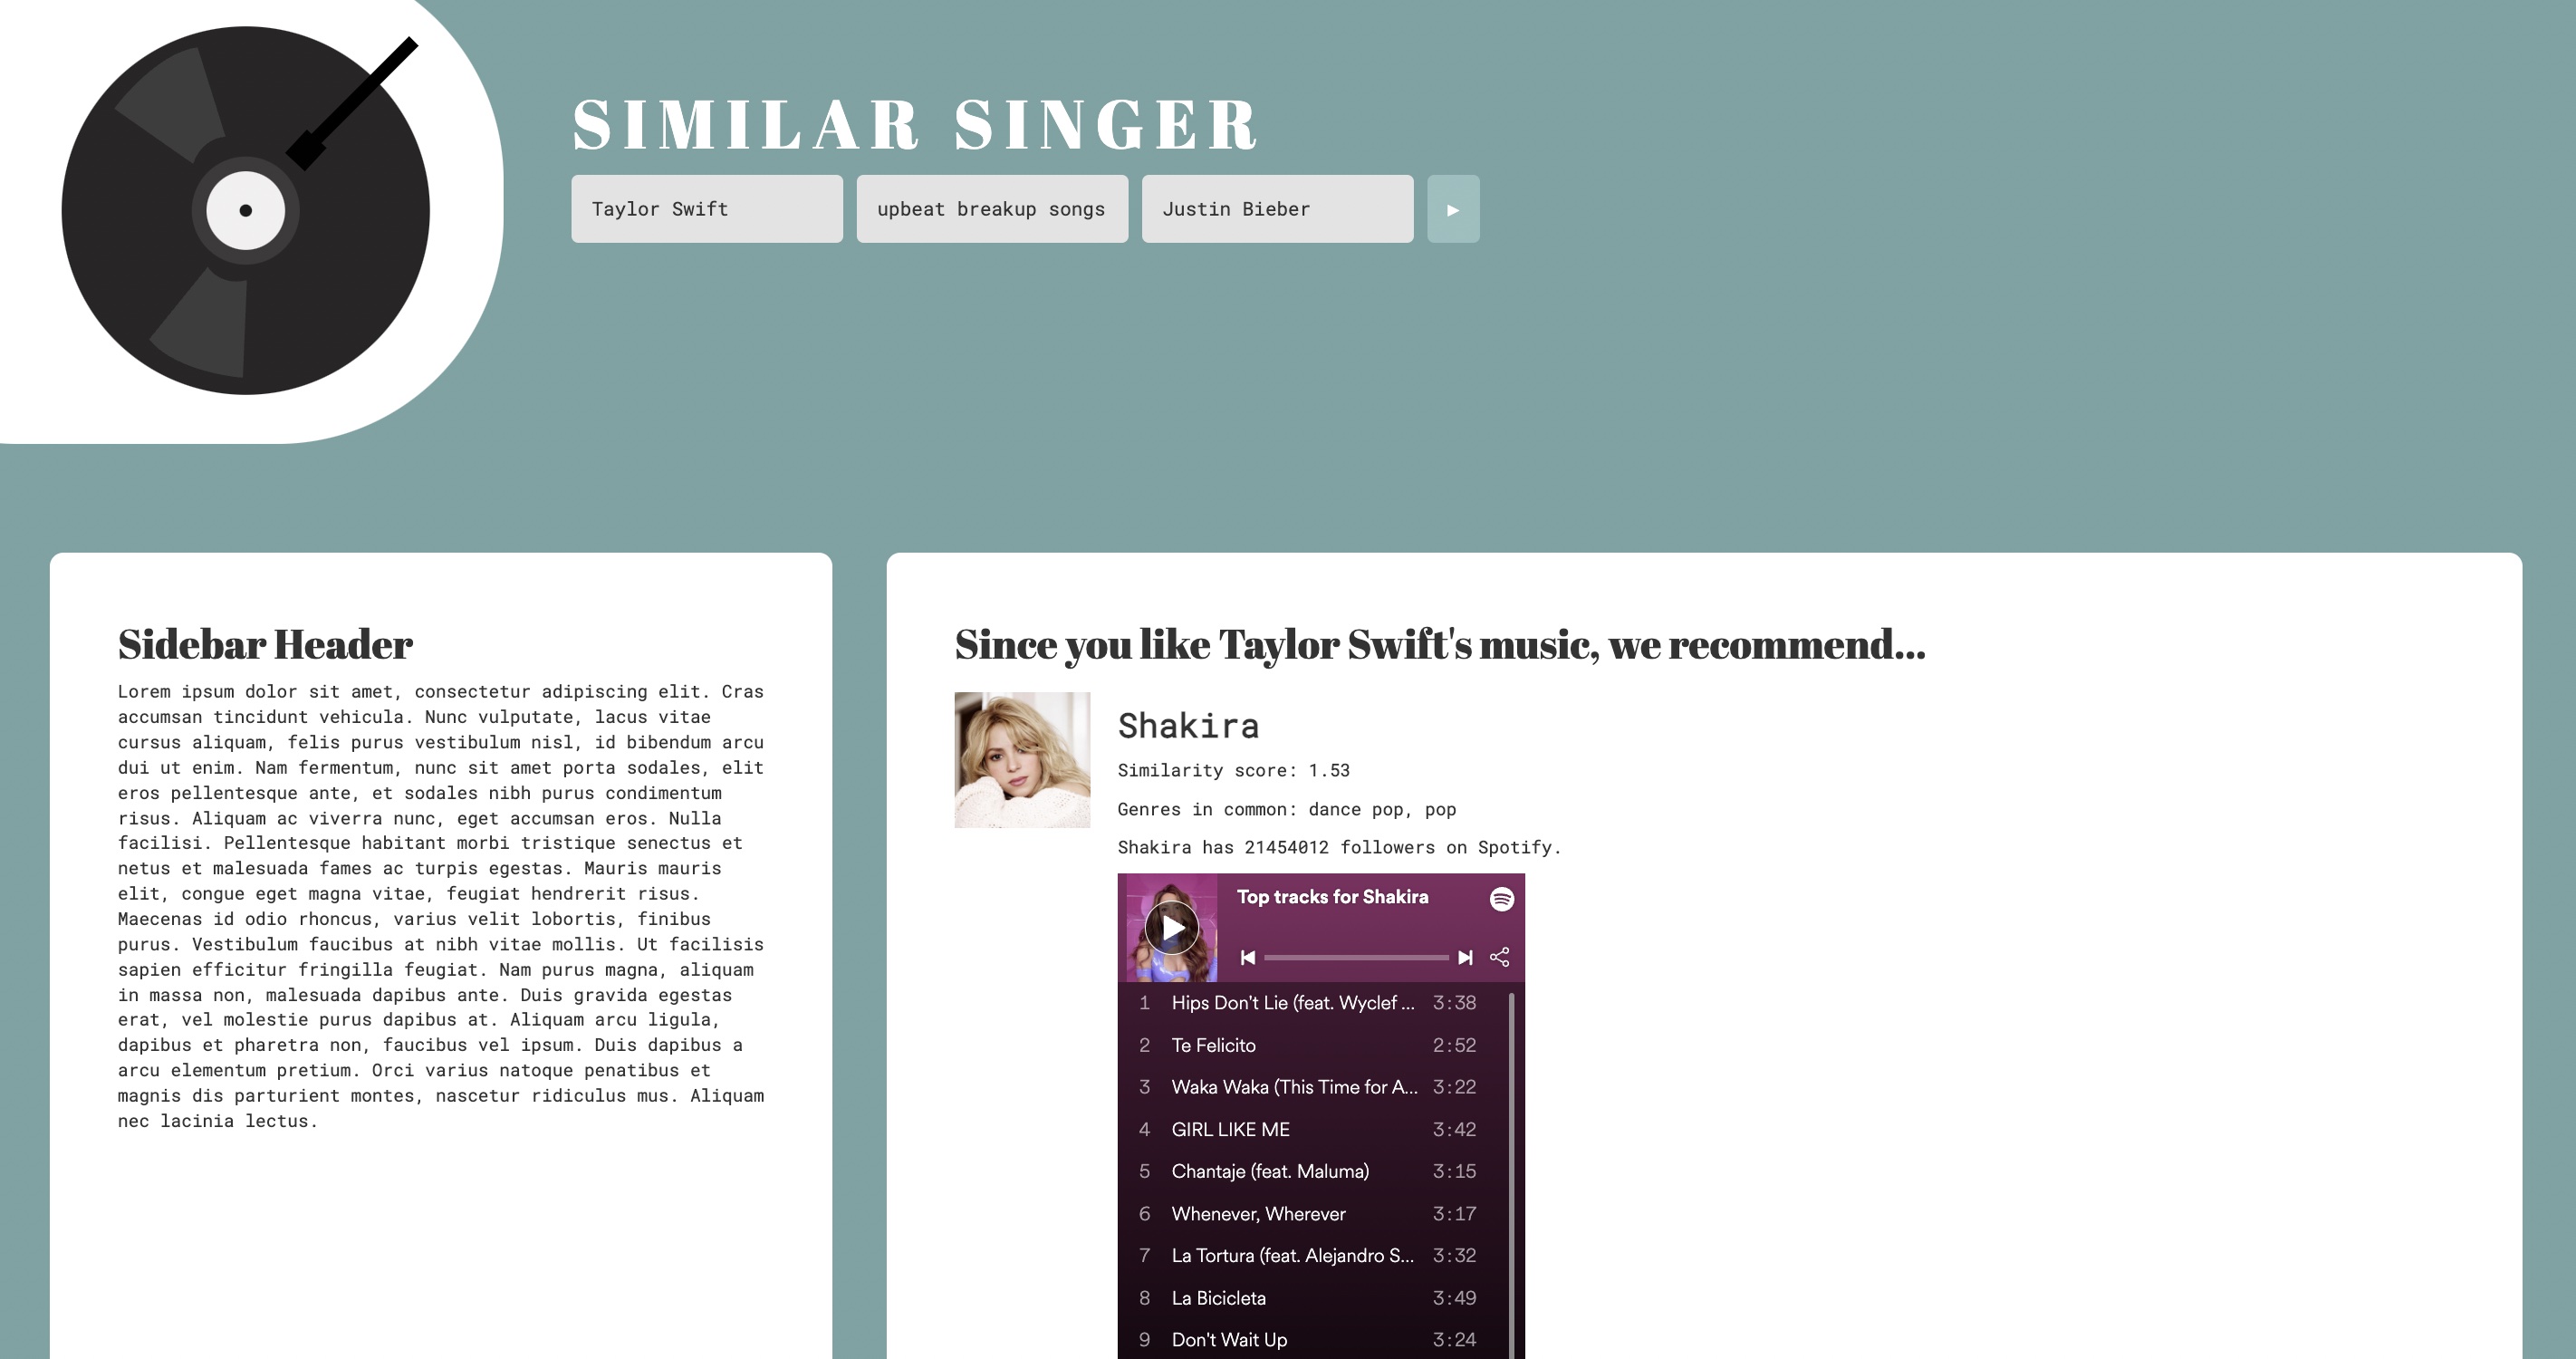 SIMILAR SINGER
Taylor Swift
upbeat breakup songs
Justin Bieber
Sidebar Header
Lorem ipsum dolor sit amet, consectetur adipiscing elit. Cras
accumsan tincidunt vehicula. Nunc vulputate, lacus vitae
cursus aliquam, felis purus vestibulum nisl, id bibendum arcu
dui ut enim. Nam fermentum, nunc sit amet porta sodales, elit
eros pellentesque ante, et sodales nibh purus condimentum
risus. Aliquam ac viverra nunc, eget accumsan eros. Nulla
facilisi. Pellentesque habitant morbi tristique senectus et
netus et malesuada fames ac turpis egestas. Mauris mauris
elit, congue eget magna vitae, feugiat hendrerit risus.
Maecenas id odio rhoncus, varius velit lobortis, finibus
purus. Vestibulum faucibus at nibh vitae mollis. Ut facilisis
sapien efficitur fringilla feugiat. Nam purus magna, aliquam
in massa non, malesuada dapibus ante. Duis gravida egestas
erat, vel molestie purus dapibus at. Aliquam arcu ligula,
dapibus et pharetra non, faucibus vel ipsum. Duis dapibus a
arcu elementum pretium. Orci varius natoque penatibus et
magnis dis parturient montes, nascetur ridiculus mus. Aliquam
nec lacinia lectus.
Since you like Taylor Swift's music, we recommend...
Shakira
Similarity score: 1.53
Genres in common: dance pop, pop
Shakira has 21454012 followers on Spotify.
Top tracks for Shakira
1 Hips Don't Lie (feat. Wyclef ... 3:38
2 Te Felicito 2:52
3 Waka Waka (This Time for A... 3:22
4 GIRL LIKE ME 3:42
5 Chantaje (feat. Maluma) 3:15
6 Whenever, Wherever 3:17
7 La Tortura (feat. Alejandro S... 3:32
8 La Bicicleta 3:49
9 Don't Wait Up 3:24